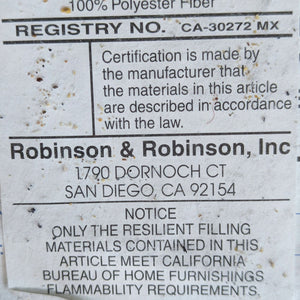 100% Polyester Fiber
REGISTRY NO. CA-30272 MX
Certification is made by
the manufacturer that
the materials in this article
are described in accordance
with the law.
Robinson & Robinson, Inc
1790 DORNOCH CT
SAN DIEGO, CA 92154
NOTICE
ONLY THE RESILIENT FILLING
MATERIALS CONTAINED IN THIS
ARTICLE MEET CALIFORNIA
BUREAU OF HOME FURNISHINGS
FLAMMABILITY REQUIREMENTS.